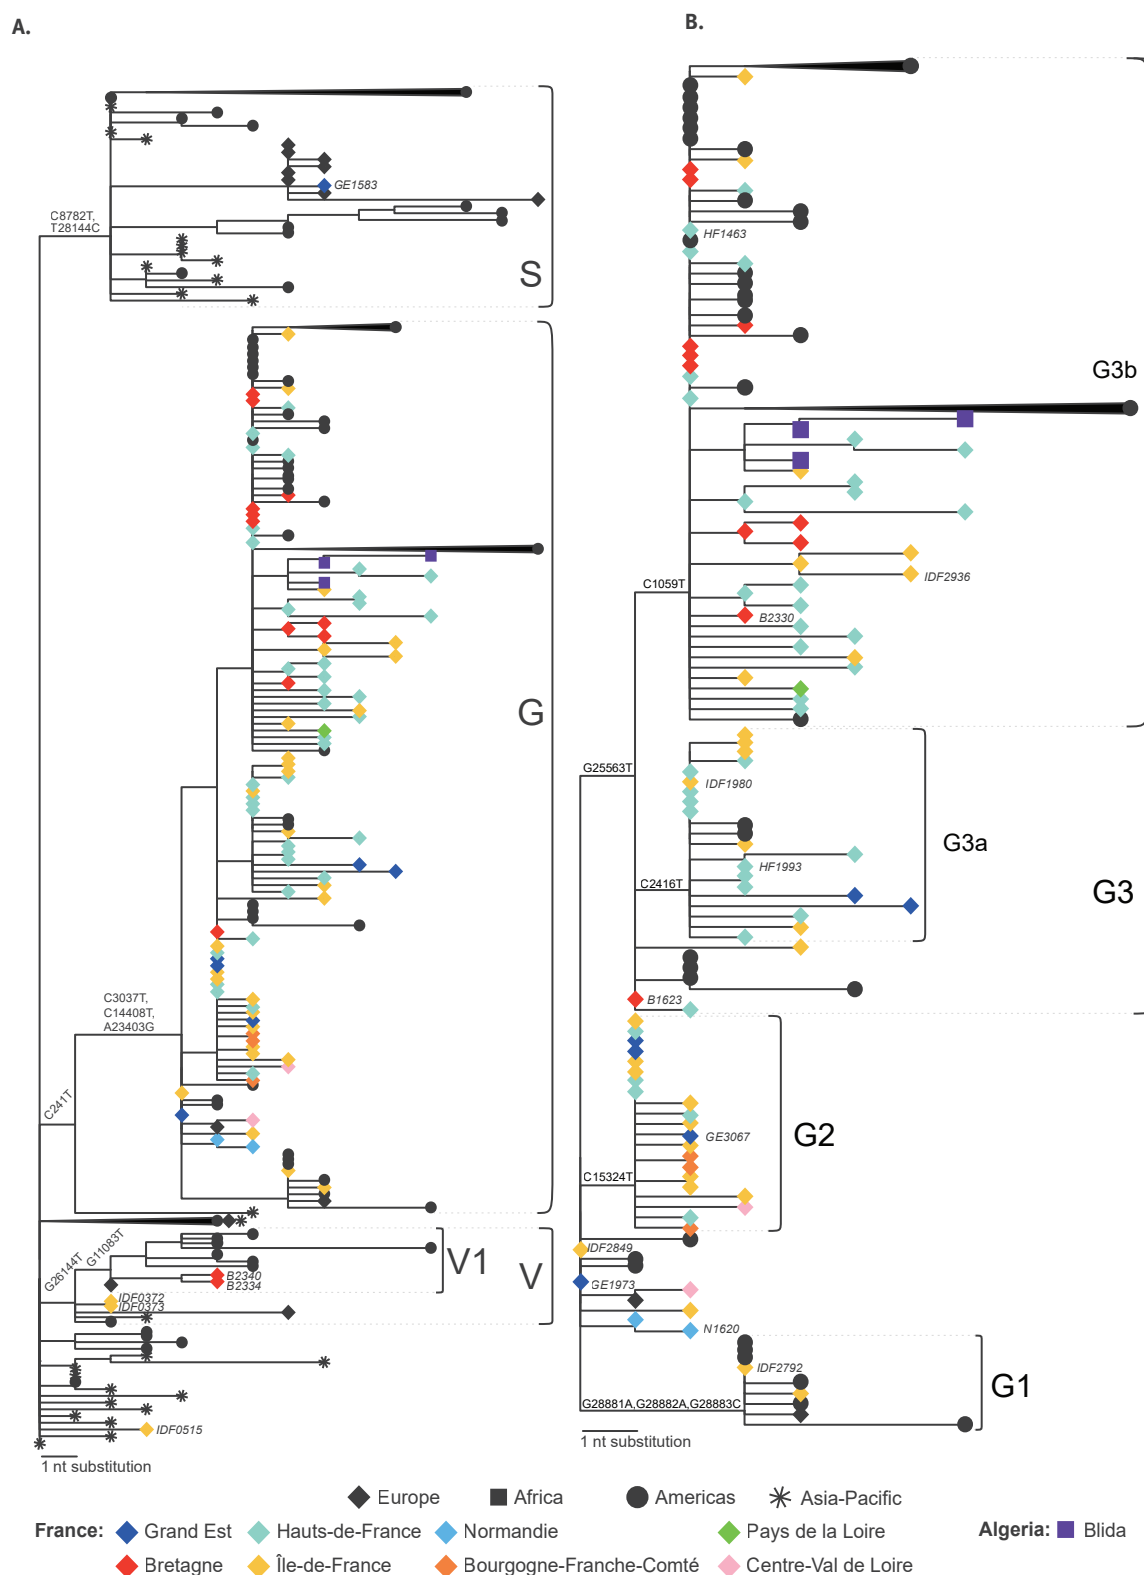 A.
B.
GE1583
C8782T,
T28144C
S
HF1463
G3b
IDF2936
C1059T
B2330
G
G25563T
IDF1980
G3a
HF1993
C2416T
G3
B1623
C3037T,
C14408T,
A23403G
C241T
GE3067
G2
C15324T
IDF2849
G26144T
G11083T
V1
V
B2340
B2334
GE1973
IDF0372
IDF0373
N1620
IDF2792
G1
G28881A,G28882A,G28883C
IDF0515
1 nt substitution
1 nt substitution
Europe
Africa
Americas
Asia-Pacific
France:
Grand Est
Hauts-de-France
Normandie
Pays de la Loire
Algeria:
Blida
Bretagne
Île-de-France
Bourgogne-Franche-Comté
Centre-Val de Loire